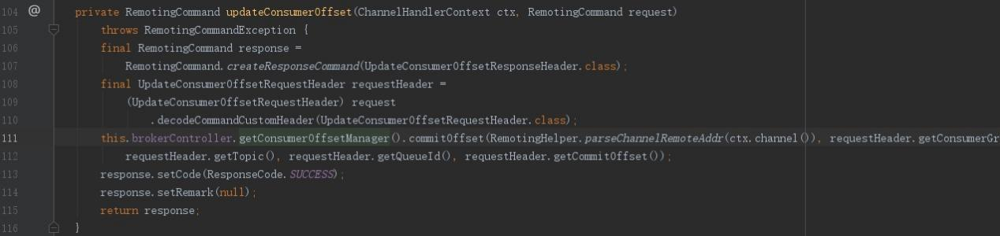 104 @ private RemotingCommand updateConsumerOffset(ChannelHandlerContext ctx, RemotingCommand request)
105 throws RemotingCommandException {
106 final RemotingCommand response =
107 RemotingCommand.createResponseCommand(UpdateConsumerOffsetResponseHeader.class);
108 final UpdateConsumerOffsetRequestHeader requestHeader =
109 (UpdateConsumerOffsetRequestHeader) request
110 .decodeCommandCustomHeader(UpdateConsumerOffsetRequestHeader.class);
111 this.brokerController.getConsumerOffsetManager().commitOffset(RemotingHelper.parseChannelRemoteAddr(ctx.channel()), requestHeader.getConsumerGr
112 requestHeader.getTopic(), requestHeader.getQueueId(), requestHeader.getCommitOffset());
113 response.setCode(ResponseCode.SUCCESS);
114 response.setRemark(null);
115 return response;
116 }